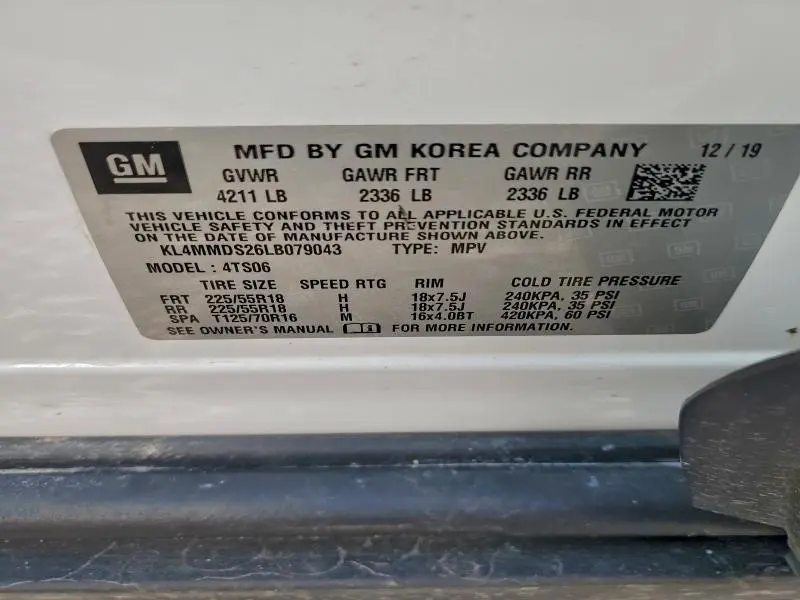 GM MFD BY GM KOREA COMPANY 12 / 19
GVWR GAWR FRT GAWR RR
4211 LB 2336 LB 2336 LB
THIS VEHICLE CONFORMS TO ALL APPLICABLE U.S. FEDERAL MOTOR
VEHICLE SAFETY AND THEFT PREVENTION STANDARDS IN EFFECT
ON THE DATE OF MANUFACTURE SHOWN ABOVE.
KL4MMDS26LB079043 TYPE: MPV
MODEL : 4TS06
TIRE SIZE SPEED RTG RIM COLD TIRE PRESSURE
FRT 225/55R18 H 18x7.5J 240KPA, 35 PSI
RR 225/55R18 H 18x7.5J 240KPA, 35 PSI
SPA T125/70R16 M 16x4.0BT 420KPA, 60 PSI
SEE OWNER'S MANUAL FOR MORE INFORMATION.